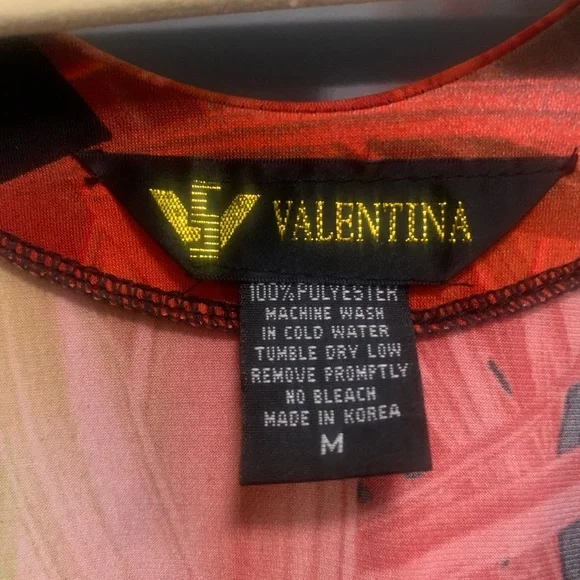 VALENTINA
100% POLYESTER
MACHINE WASH
IN COLD WATER
TUMBLE DRY LOW
REMOVE PROMPTLY
NO BLEACH
MADE IN KOREA
M